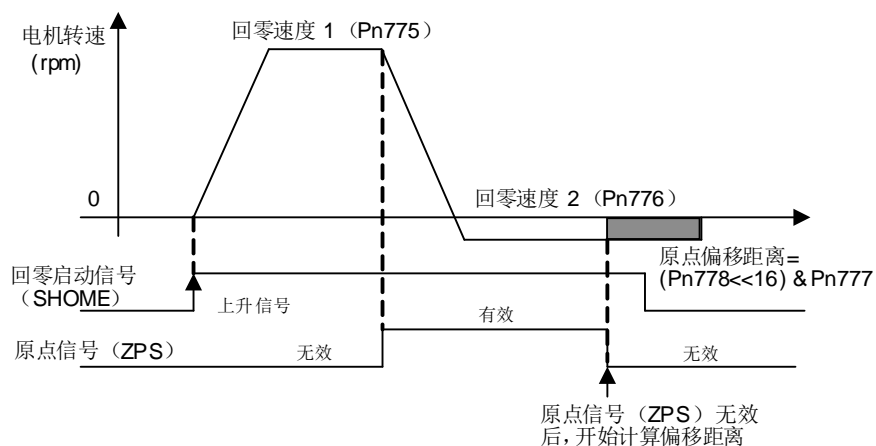 电机转速
(rpm)
回零速度 1（Pn775）
0
回零速度 2（Pn776）
原点偏移距离=
(Pn778<<16) & Pn777
回零启动信号
（SHOME）
上升信号
有效
原点信号（ZPS）
无效
无效
原点信号（ZPS）无效
后，开始计算偏移距离